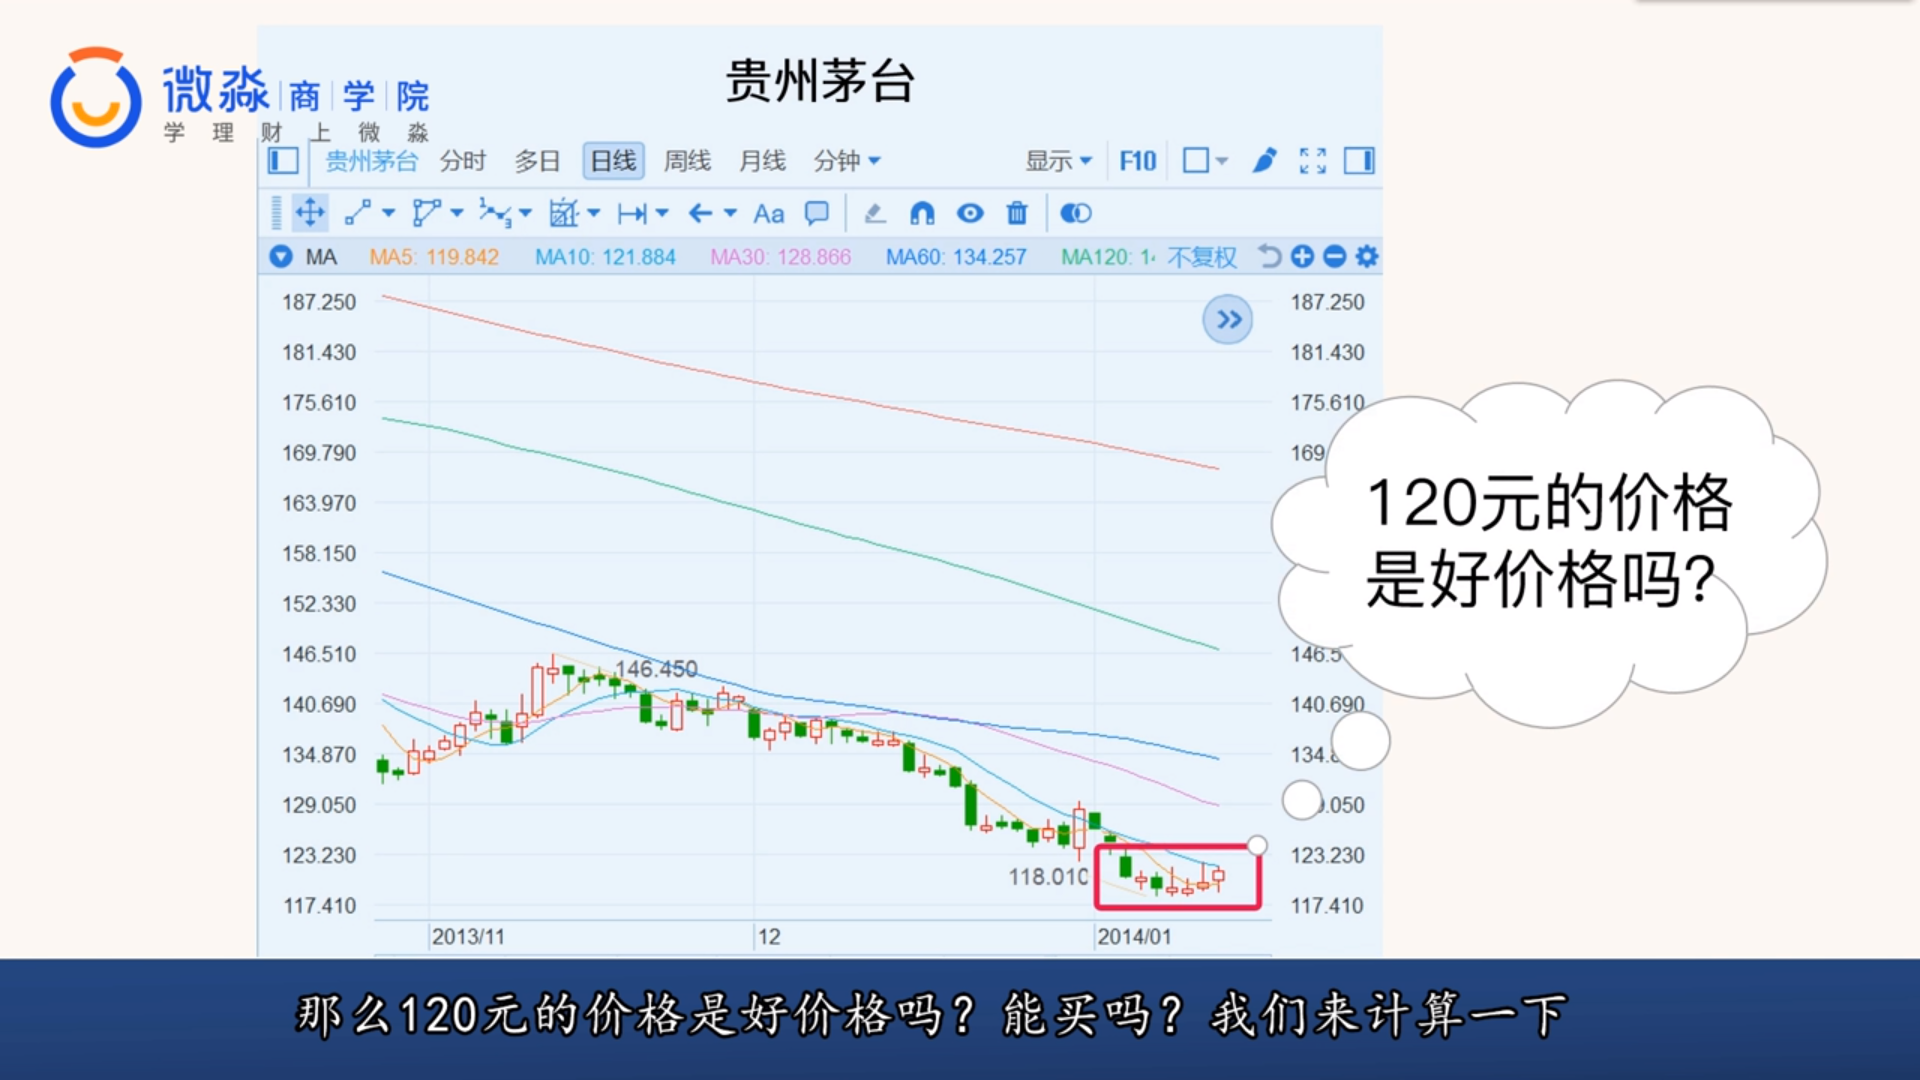 贵州茅台
微淼 商 学 院
学 理 财 上 微 淼
贵州茅台 分时 多日 日线 周线 月线 分钟 显示 F10
Aa
MA MA5: 119.842 MA10: 121.884 MA30: 128.866 MA60: 134.257 MA120: 1 不复权
187.250 187.250
181.430 181.430
175.610 175.610
169.790 169
163.970
158.150
152.330
146.510 146.5
140.690 140.690
134.870 134.8
129.050 .050
123.230 123.230
117.410 117.410
146.450
118.010
2013/11 12 2014/01
120元的价格
是好价格吗?
那么120元的价格是好价格吗?能买吗?我们来计算一下